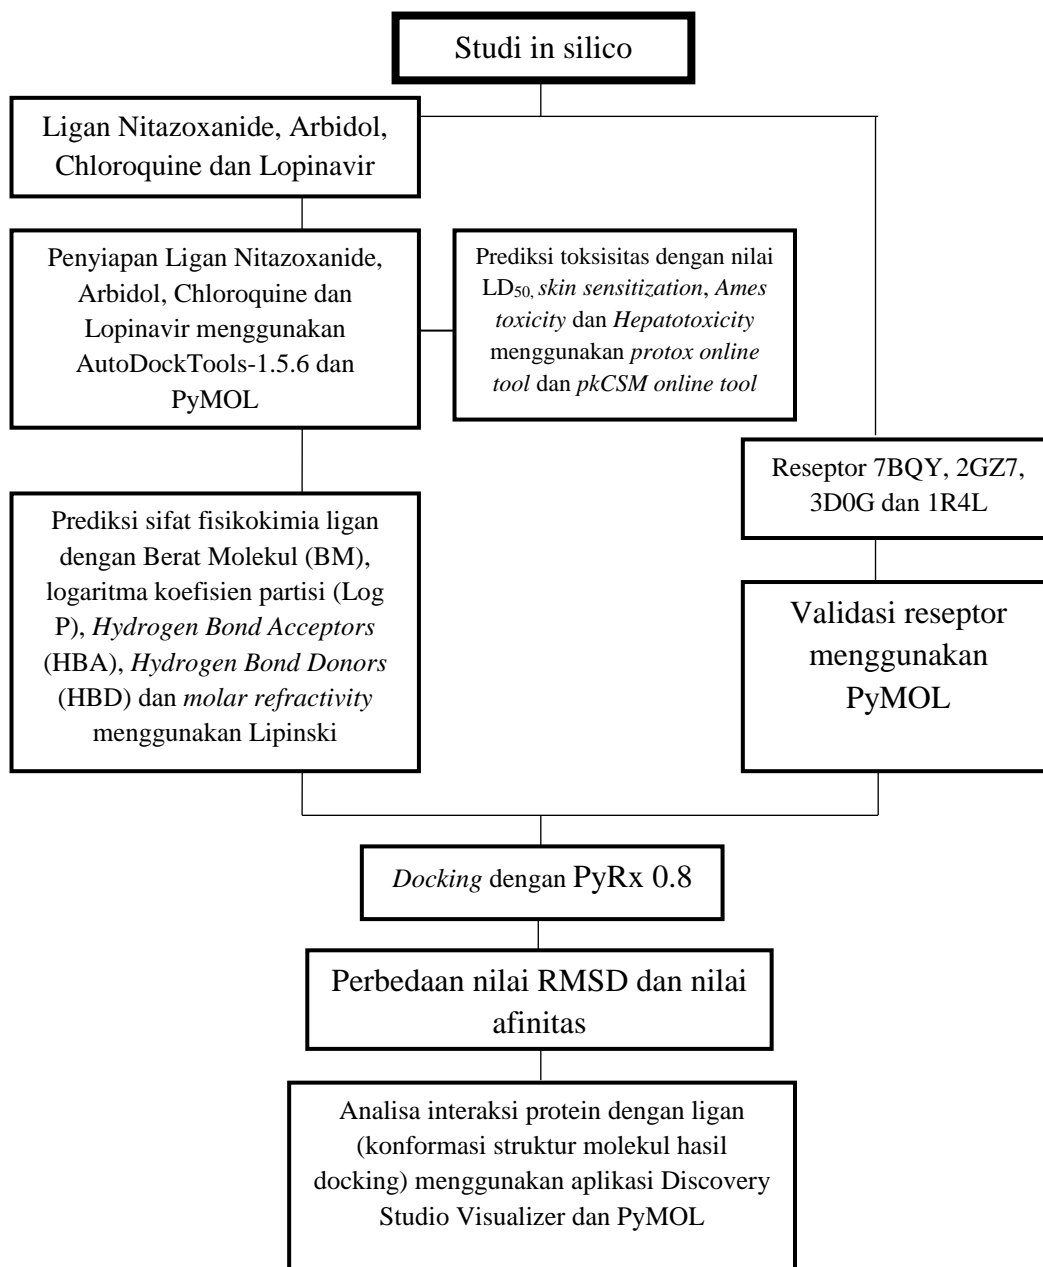 Studi in silico
Ligan Nitazoxanide, Arbidol,
Chloroquine dan Lopinavir
Penyiapan Ligan Nitazoxanide,
Arbidol, Chloroquine dan
Lopinavir menggunakan
AutoDockTools-1.5.6 dan
PyMOL
Prediksi toksisitas dengan nilai
LD50, skin sensitization, Ames
toxicity dan Hepatotoxicity
menggunakan protox online
tool dan pkCSM online tool
Reseptor 7BQY, 2GZ7,
3D0G dan 1R4L
Prediksi sifat fisikokimia ligan
dengan Berat Molekul (BM),
logaritma koefisien partisi (Log
P), Hydrogen Bond Acceptors
(HBA), Hydrogen Bond Donors
(HBD) dan molar refractivity
menggunakan Lipinski
Validasi reseptor
menggunakan
PyMOL
Docking dengan PyRx 0.8
Perbedaan nilai RMSD dan nilai
afinitas
Analisa interaksi protein dengan ligan
(konformasi struktur molekul hasil
docking) menggunakan aplikasi Discovery
Studio Visualizer dan PyMOL